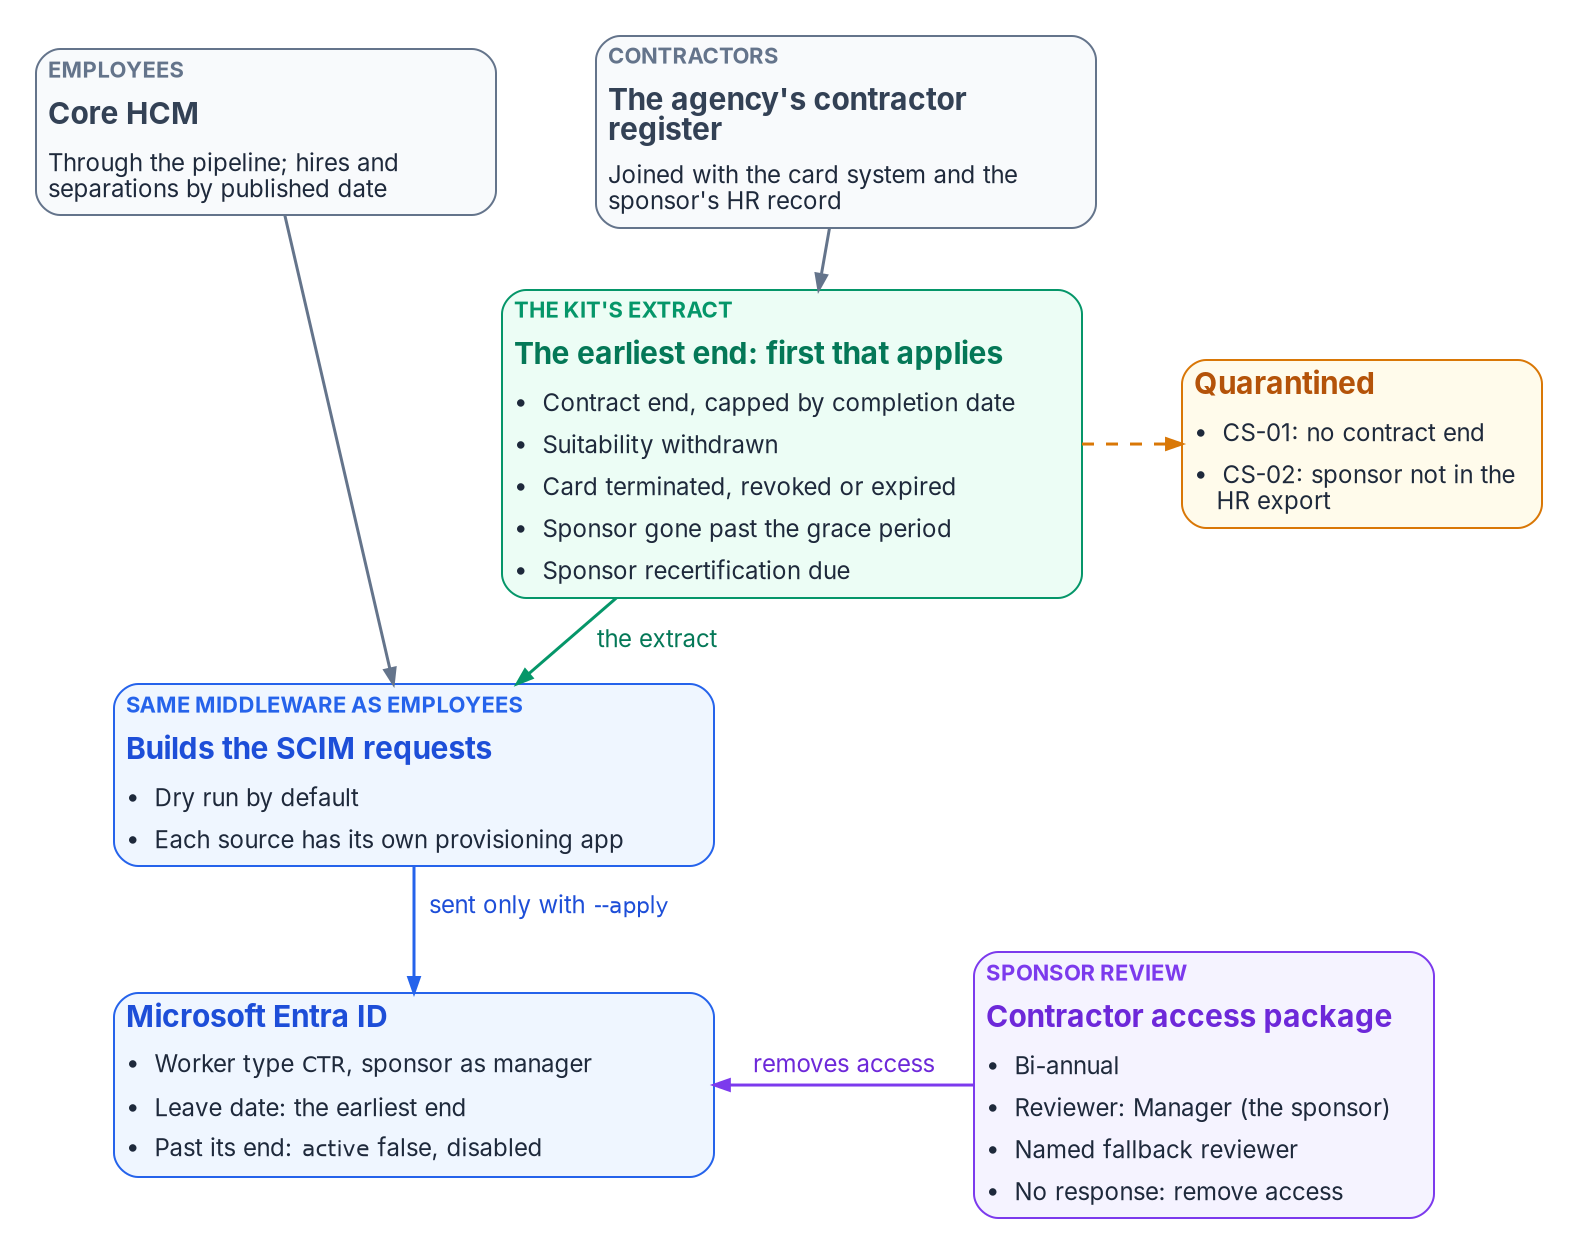 EMPLOYEES
Core HCM
Through the pipeline; hires and
separations by published date
CONTRACTORS
The agency's contractor
register
Joined with the card system and the
sponsor's HR record
THE KIT'S EXTRACT
The earliest end: first that applies
• Contract end, capped by completion date
• Suitability withdrawn
• Card terminated, revoked or expired
• Sponsor gone past the grace period
• Sponsor recertification due
Quarantined
• CS-01: no contract end
• CS-02: sponsor not in the
HR export
the extract
SAME MIDDLEWARE AS EMPLOYEES
Builds the SCIM requests
• Dry run by default
• Each source has its own provisioning app
sent only with --apply
Microsoft Entra ID
• Worker type CTR, sponsor as manager
• Leave date: the earliest end
• Past its end: active false, disabled
removes access
SPONSOR REVIEW
Contractor access package
• Bi-annual
• Reviewer: Manager (the sponsor)
• Named fallback reviewer
• No response: remove access